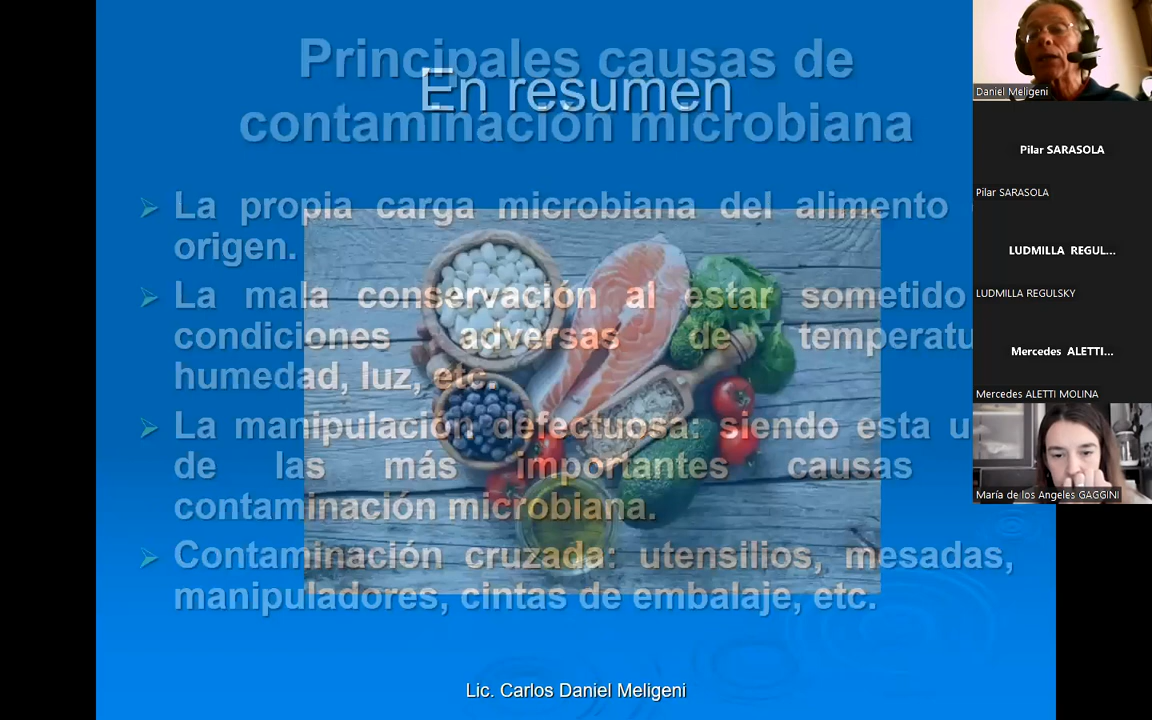 Principales causas de
En resumen
contaminación microbiana
La propia carga microbiana del alimento
origen.
La mala conservación al estar sometido
condiciones adversas de temperatu
humedad, luz, etc.
La manipulación defectuosa: siendo esta u
de las más importantes causas
contaminación microbiana.
Contaminación cruzada: utensilios, mesadas,
manipuladores, cintas de embalaje, etc.
Lic. Carlos Daniel Meligeni
Daniel Meligeni
Pilar SARASOLA
Pilar SARASOLA
LUDMILLA REGUL...
LUDMILLA REGULSKY
Mercedes ALETTI...
Mercedes ALETTI MOLINA
María de los Angeles GAGGINI